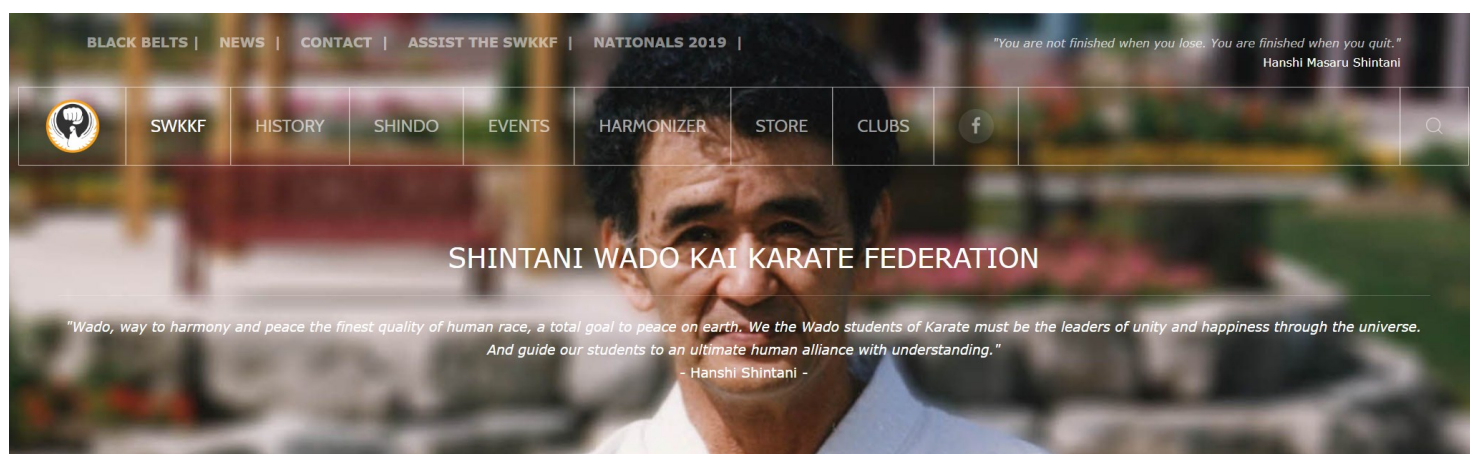 BLACK BELTS | NEWS | CONTACT | ASSIST THE SWKKF | NATIONALS 2019 |
"You are not finished when you lose. You are finished when you quit."
Hanshi Masaru Shintani
SWKKF HISTORY SHINDO EVENTS HARMONIZER STORE CLUBS f
SHINTANI WADO KAI KARATE FEDERATION
"Wado, way to harmony and peace the finest quality of human race, a total goal to peace on earth. We the Wado students of Karate must be the leaders of unity and happiness through the universe.
And guide our students to an ultimate human alliance with understanding."
- Hanshi Shintani -